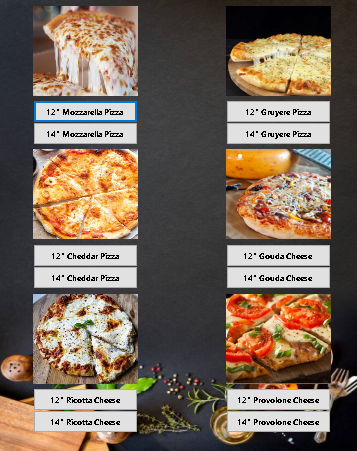 12" Mozzarella Pizza
14" Mozzarella Pizza
12" Gruyere Pizza
14" Gruyere Pizza
12" Cheddar Pizza
14" Cheddar Pizza
12" Gouda Cheese
14" Gouda Cheese
12" Ricotta Cheese
14" Ricotta Cheese
12" Provolone Cheese
14" Provolone Cheese